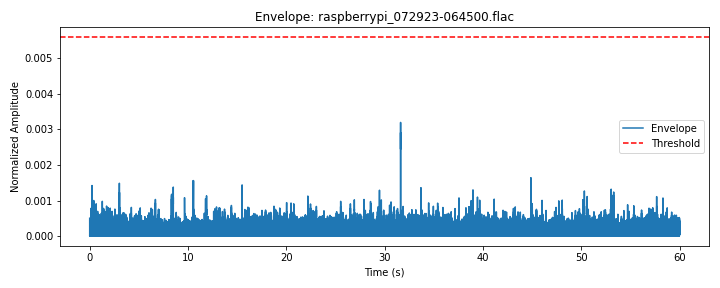 Envelope: raspberrypi_072923-064500.flac
Normalized Amplitude
0.005
0.004
0.003
0.002
0.001
0.000
Envelope
Threshold
0
10
20
30
40
50
60
Time (s)